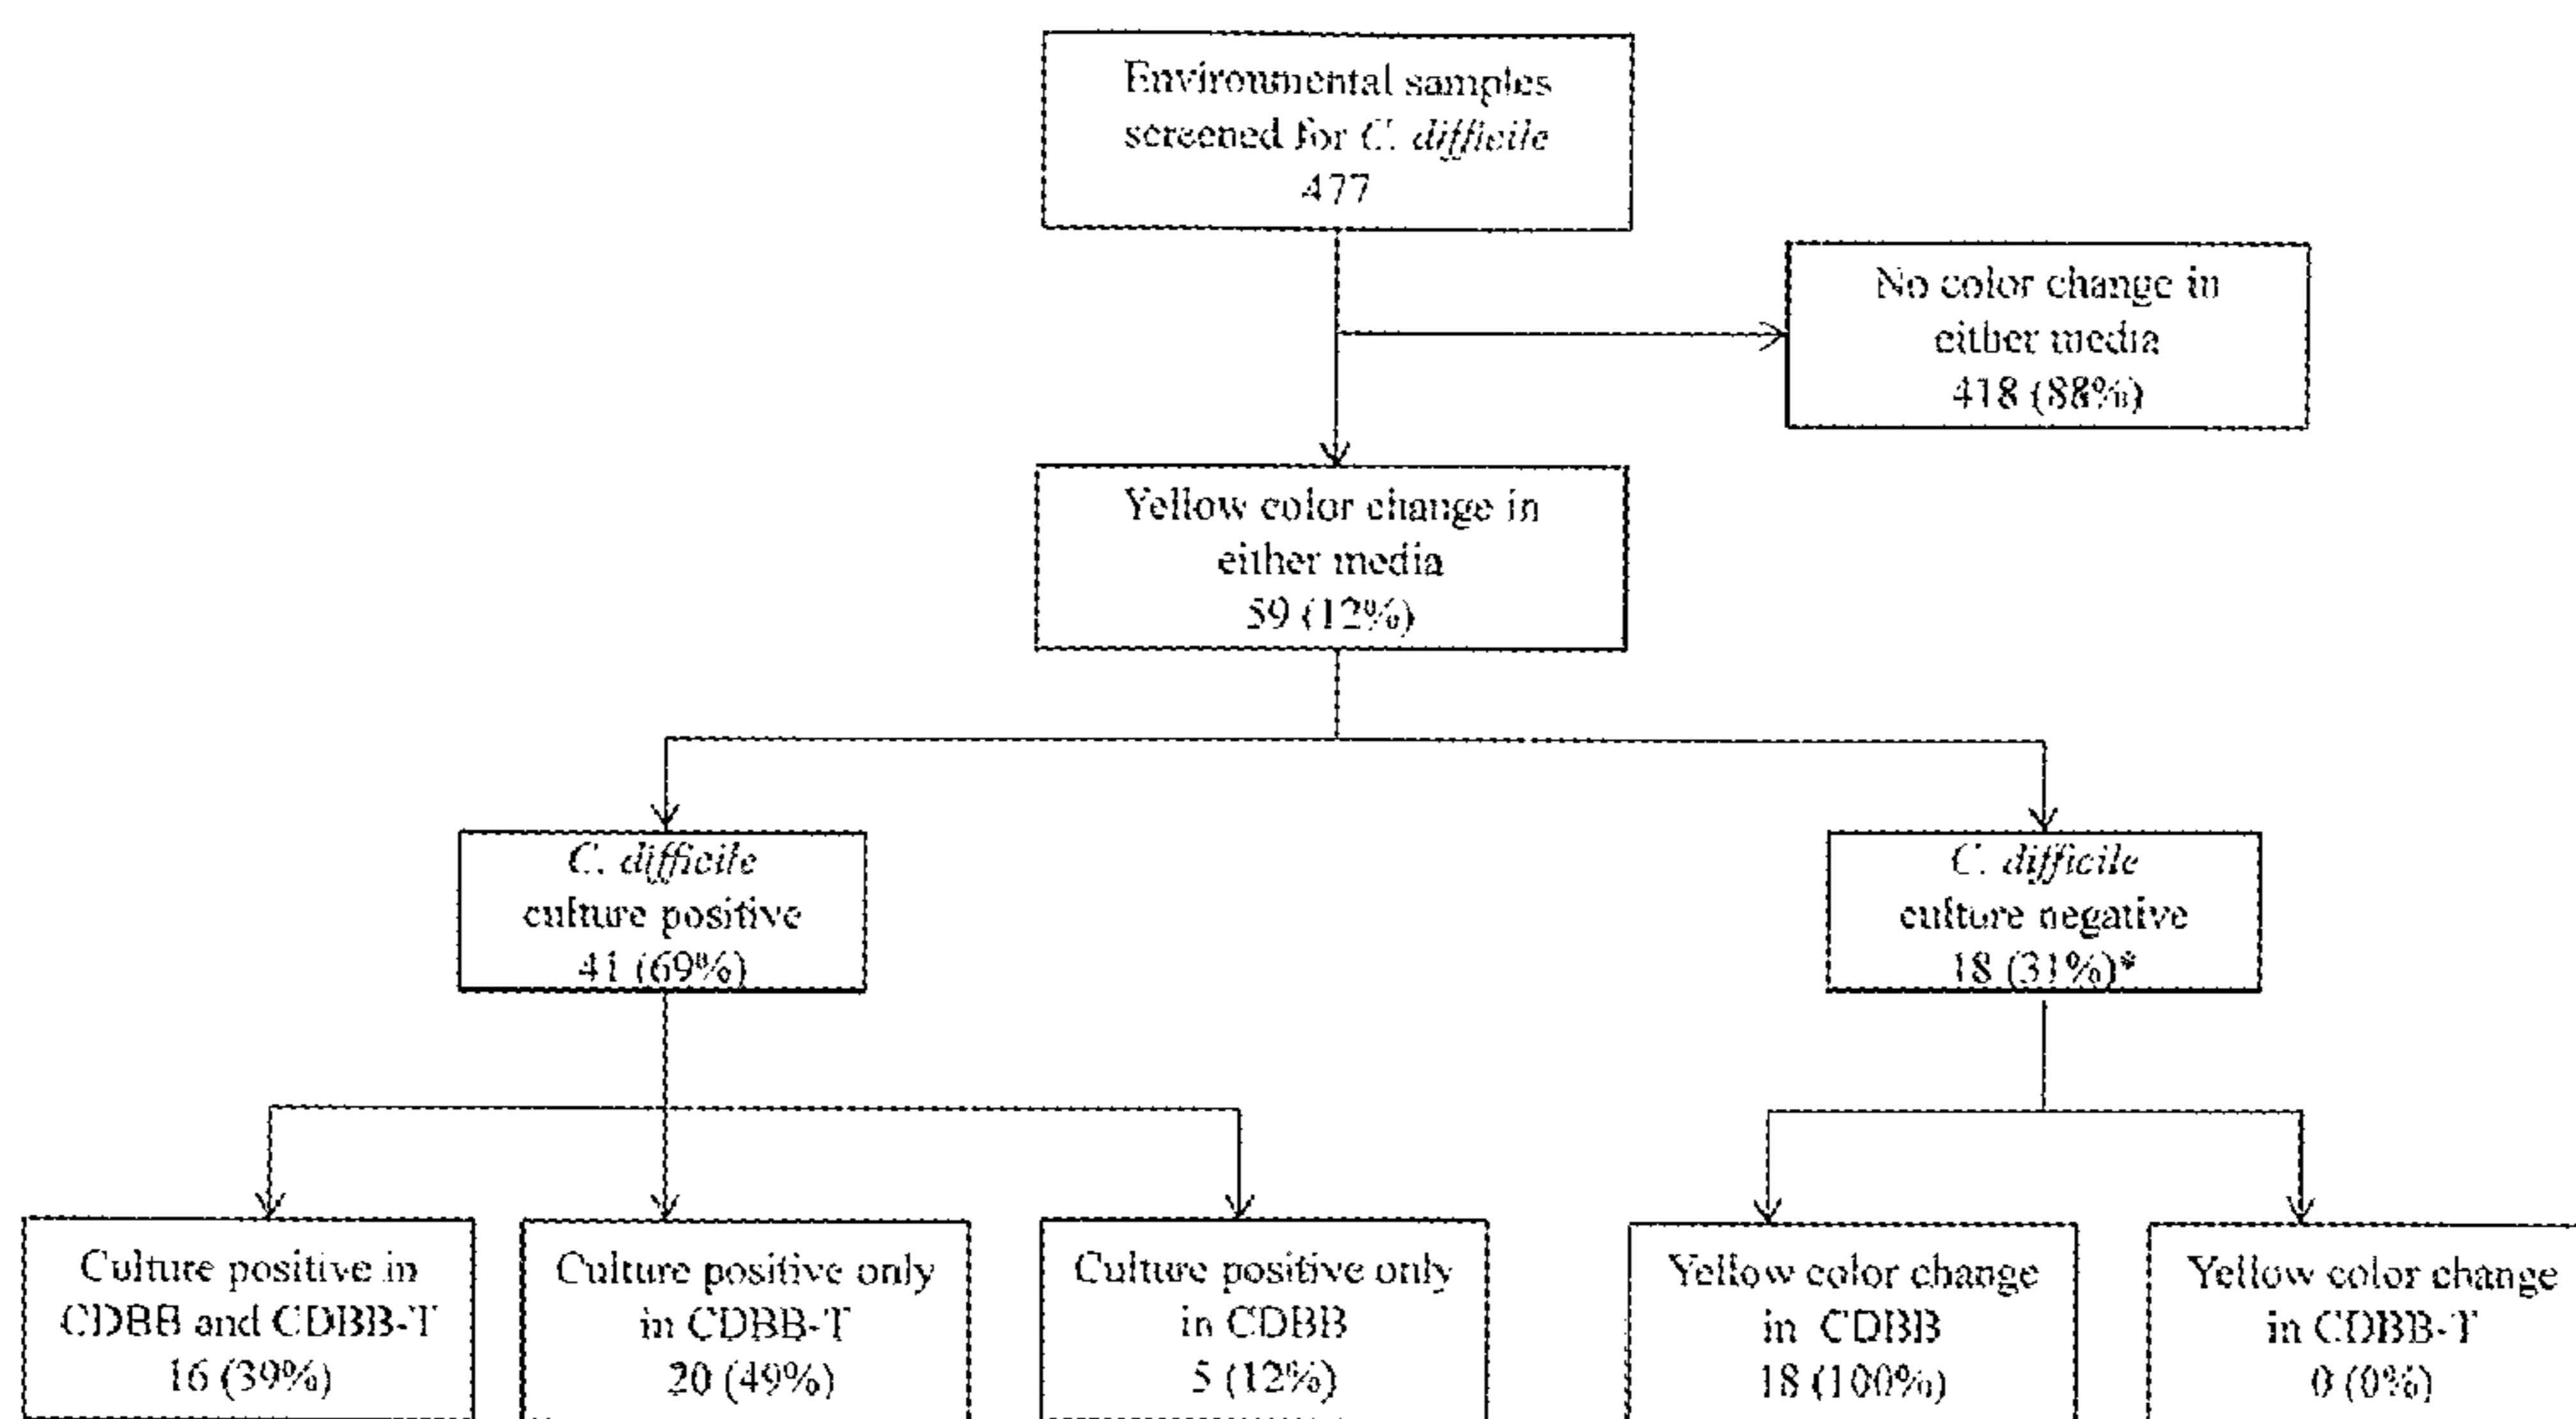 Environmental samples
screened for C. difficile
477
No color change in
either media
418 (88%)
Yellow color change in
either media
59 (12%)
C. difficile
culture positive
41 (69%)
C. difficile
culture negative
18 (31%)*
Culture positive in
CDBB and CDBB-T
16 (39%)
Culture positive only
in CDBB-T
20 (49%)
Culture positive only
in CDBB
5 (12%)
Yellow color change
in CDBB
18 (100%)
Yellow color change
in CDBB-T
0 (0%)